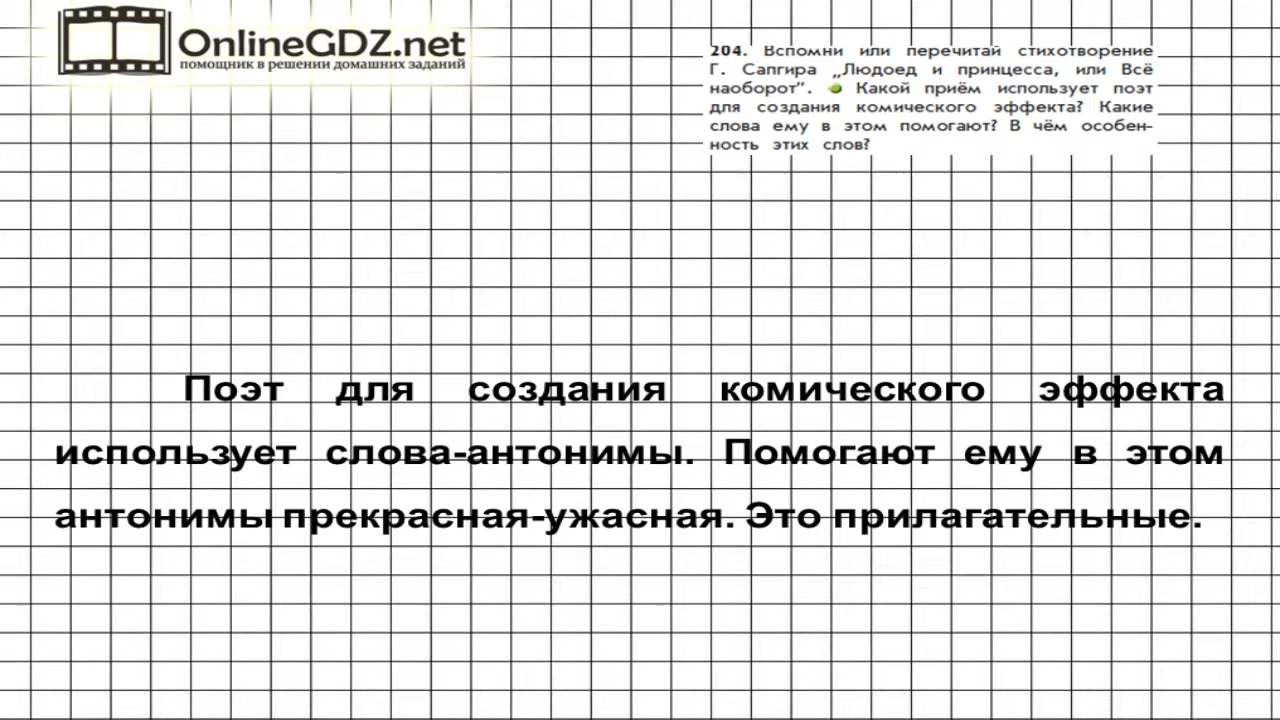 OnlineGDZ.net
помощник в решении домашних заданий
204. Вспомни или перечитай стихотворение
Г. Сапгира „Людоед и принцесса, или Всё
наоборот”. Какой приём использует поэт
для создания комического эффекта? Какие
слова ему в этом помогают? В чём особен-
ность этих слов?
Поэт для создания комического эффекта
использует слова-антонимы. Помогают ему в этом
антонимы прекрасная-ужасная. Это прилагательные.